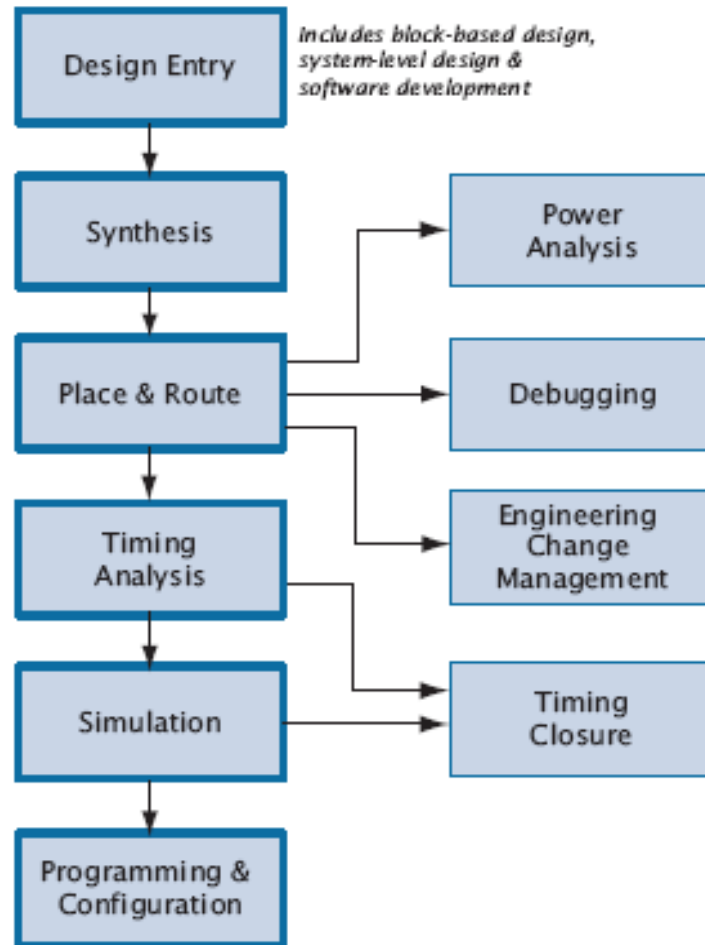 Design Entry
Includes block-based design,
system-level design &
software development
Synthesis
Power
Analysis
Place & Route
Debugging
Timing
Analysis
Engineering
Change
Management
Simulation
Timing
Closure
Programming &
Configuration